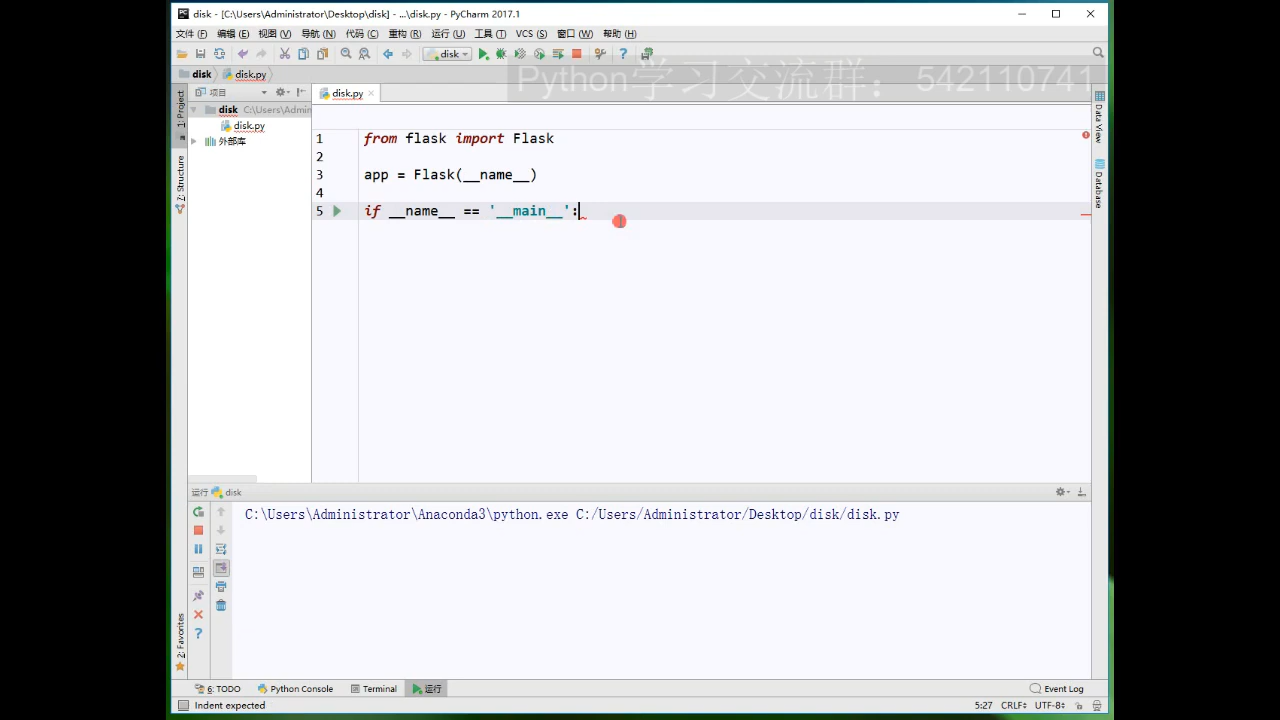 disk - [C:\Users\Administrator\Desktop\disk] - ...\disk.py - PyCharm 2017.1
文件 (F) 编辑 (E) 视图 (V) 导航 (N) 代码 (C) 重构 (R) 运行 (U) 工具 (T) VCS (S) 窗口 (W) 帮助 (H)
disk
disk disk.py
Python学习交流群：542110741
项目
disk.py
disk C:\Users\Admin
disk.py
外部库
1: Project
7: Structure
2: Favorites
Data View
Database
1 from flask import Flask
2
3 app = Flask(__name__)
4
5 if __name__ == '__main__':
运行 disk
C:\Users\Administrator\Anaconda3\python.exe C:/Users/Administrator/Desktop/disk/disk.py
6: TODO Python Console Terminal 运行 Event Log
Indent expected 5:27 CRLF UTF-8